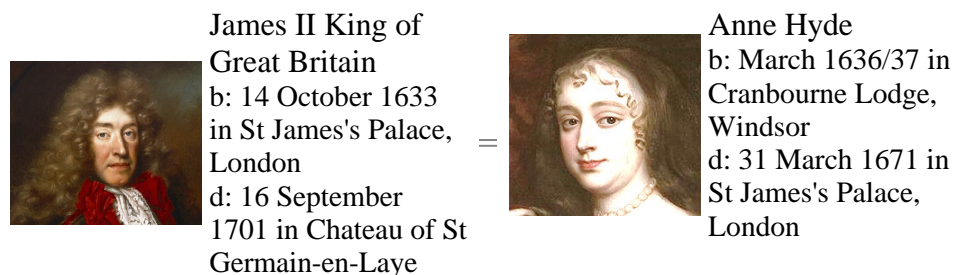 James II King of
Great Britain
b: 14 October 1633
in St James's Palace,
London
d: 16 September
1701 in Chateau of St
Germain-en-Laye
=
Anne Hyde
b: March 1636/37 in
Cranbourne Lodge,
Windsor
d: 31 March 1671 in
St James's Palace,
London